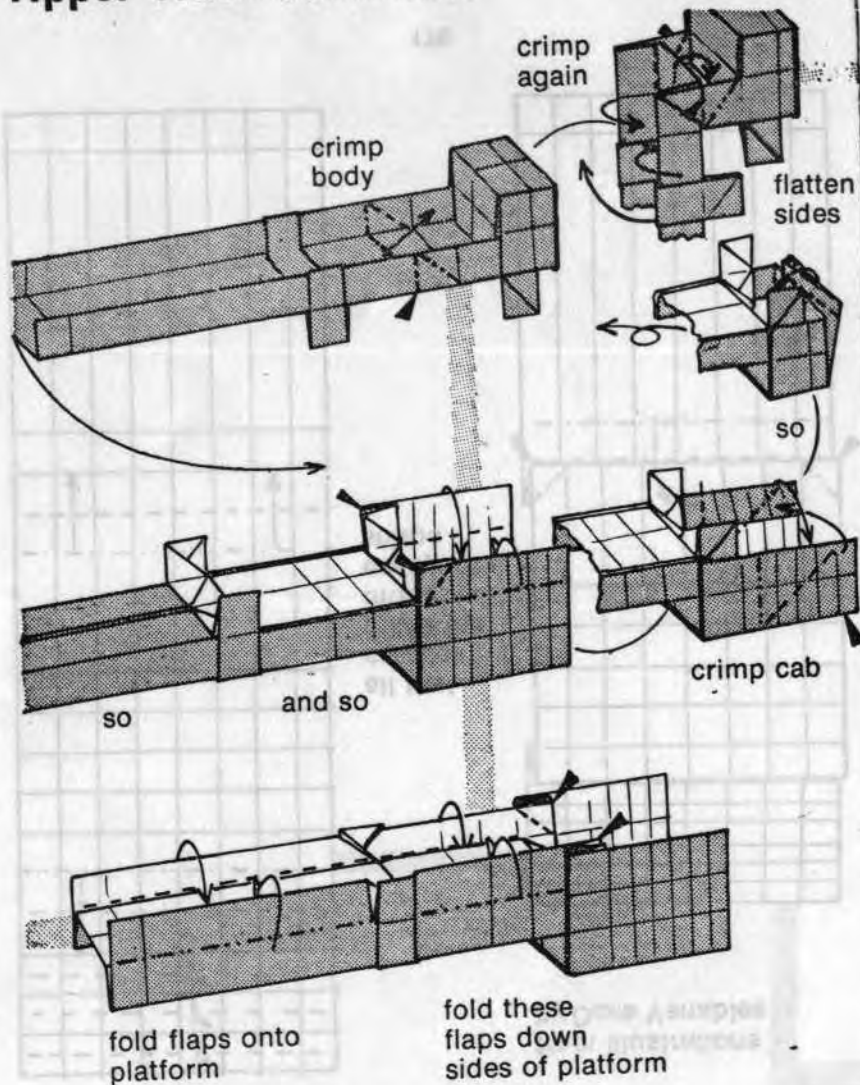 crimp
again
crimp
body
flatten
sides
so
crimp cab
so
and so
fold flaps onto
platform
fold these
flaps down
sides of platform